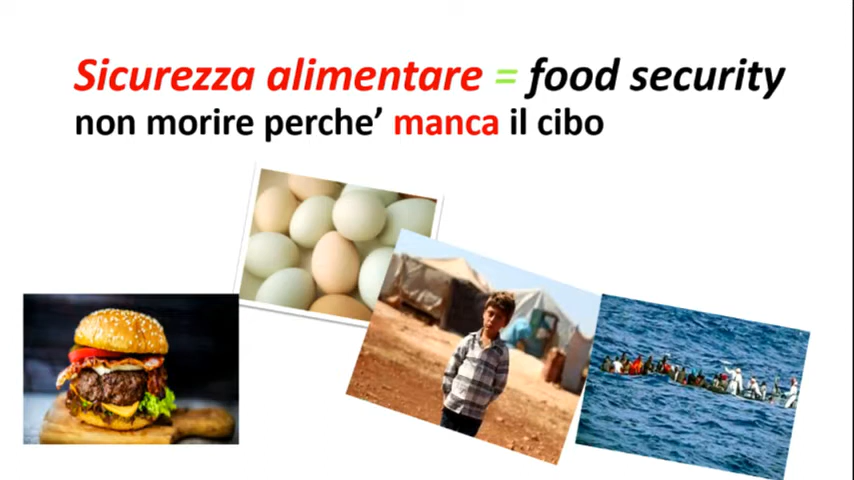 Sicurezza alimentare = food security
non morire perche’ manca il cibo